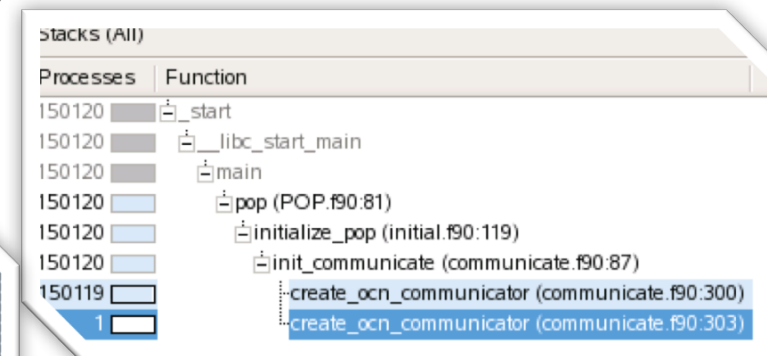 Stacks (All)
Processes Function
150120 _start
150120 __libc_start_main
150120 main
150120 pop (POP.f90:81)
150120 initialize_pop (initial.f90:119)
150120 init_communicate (communicate.f90:87)
150119 create_ocn_communicator (communicate.f90:300)
1 create_ocn_communicator (communicate.f90:303)